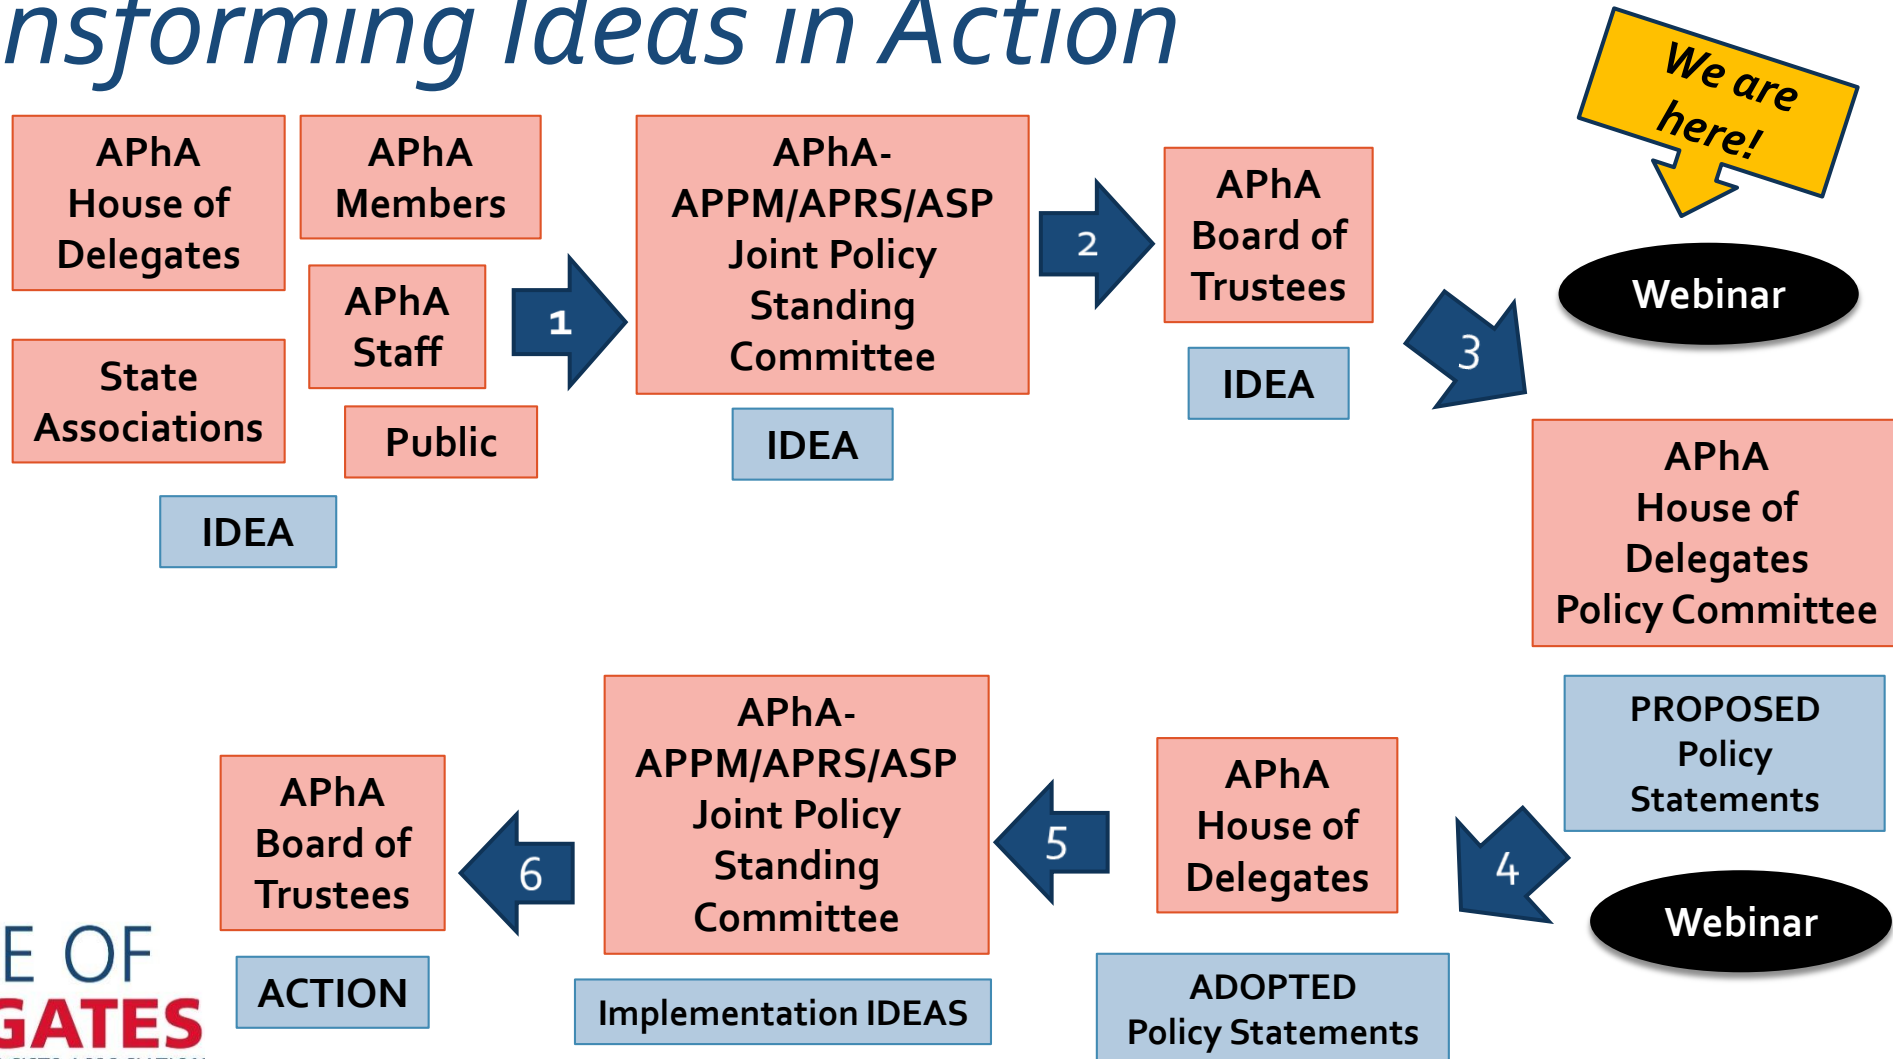 nsforming Ideas in Action
We are
here!
APhA
House of
Delegates
APhA
Members
APhA
Staff
State
Associations
Public
IDEA
1
APhA-
APPM/APRS/ASP
Joint Policy
Standing
Committee
IDEA
2
APhA
Board of
Trustees
IDEA
3
Webinar
APhA
House of
Delegates
Policy Committee
PROPOSED
Policy
Statements
4
Webinar
APhA
House of
Delegates
ADOPTED
Policy Statements
5
APhA-
APPM/APRS/ASP
Joint Policy
Standing
Committee
Implementation IDEAS
6
APhA
Board of
Trustees
ACTION
E OF
GATES